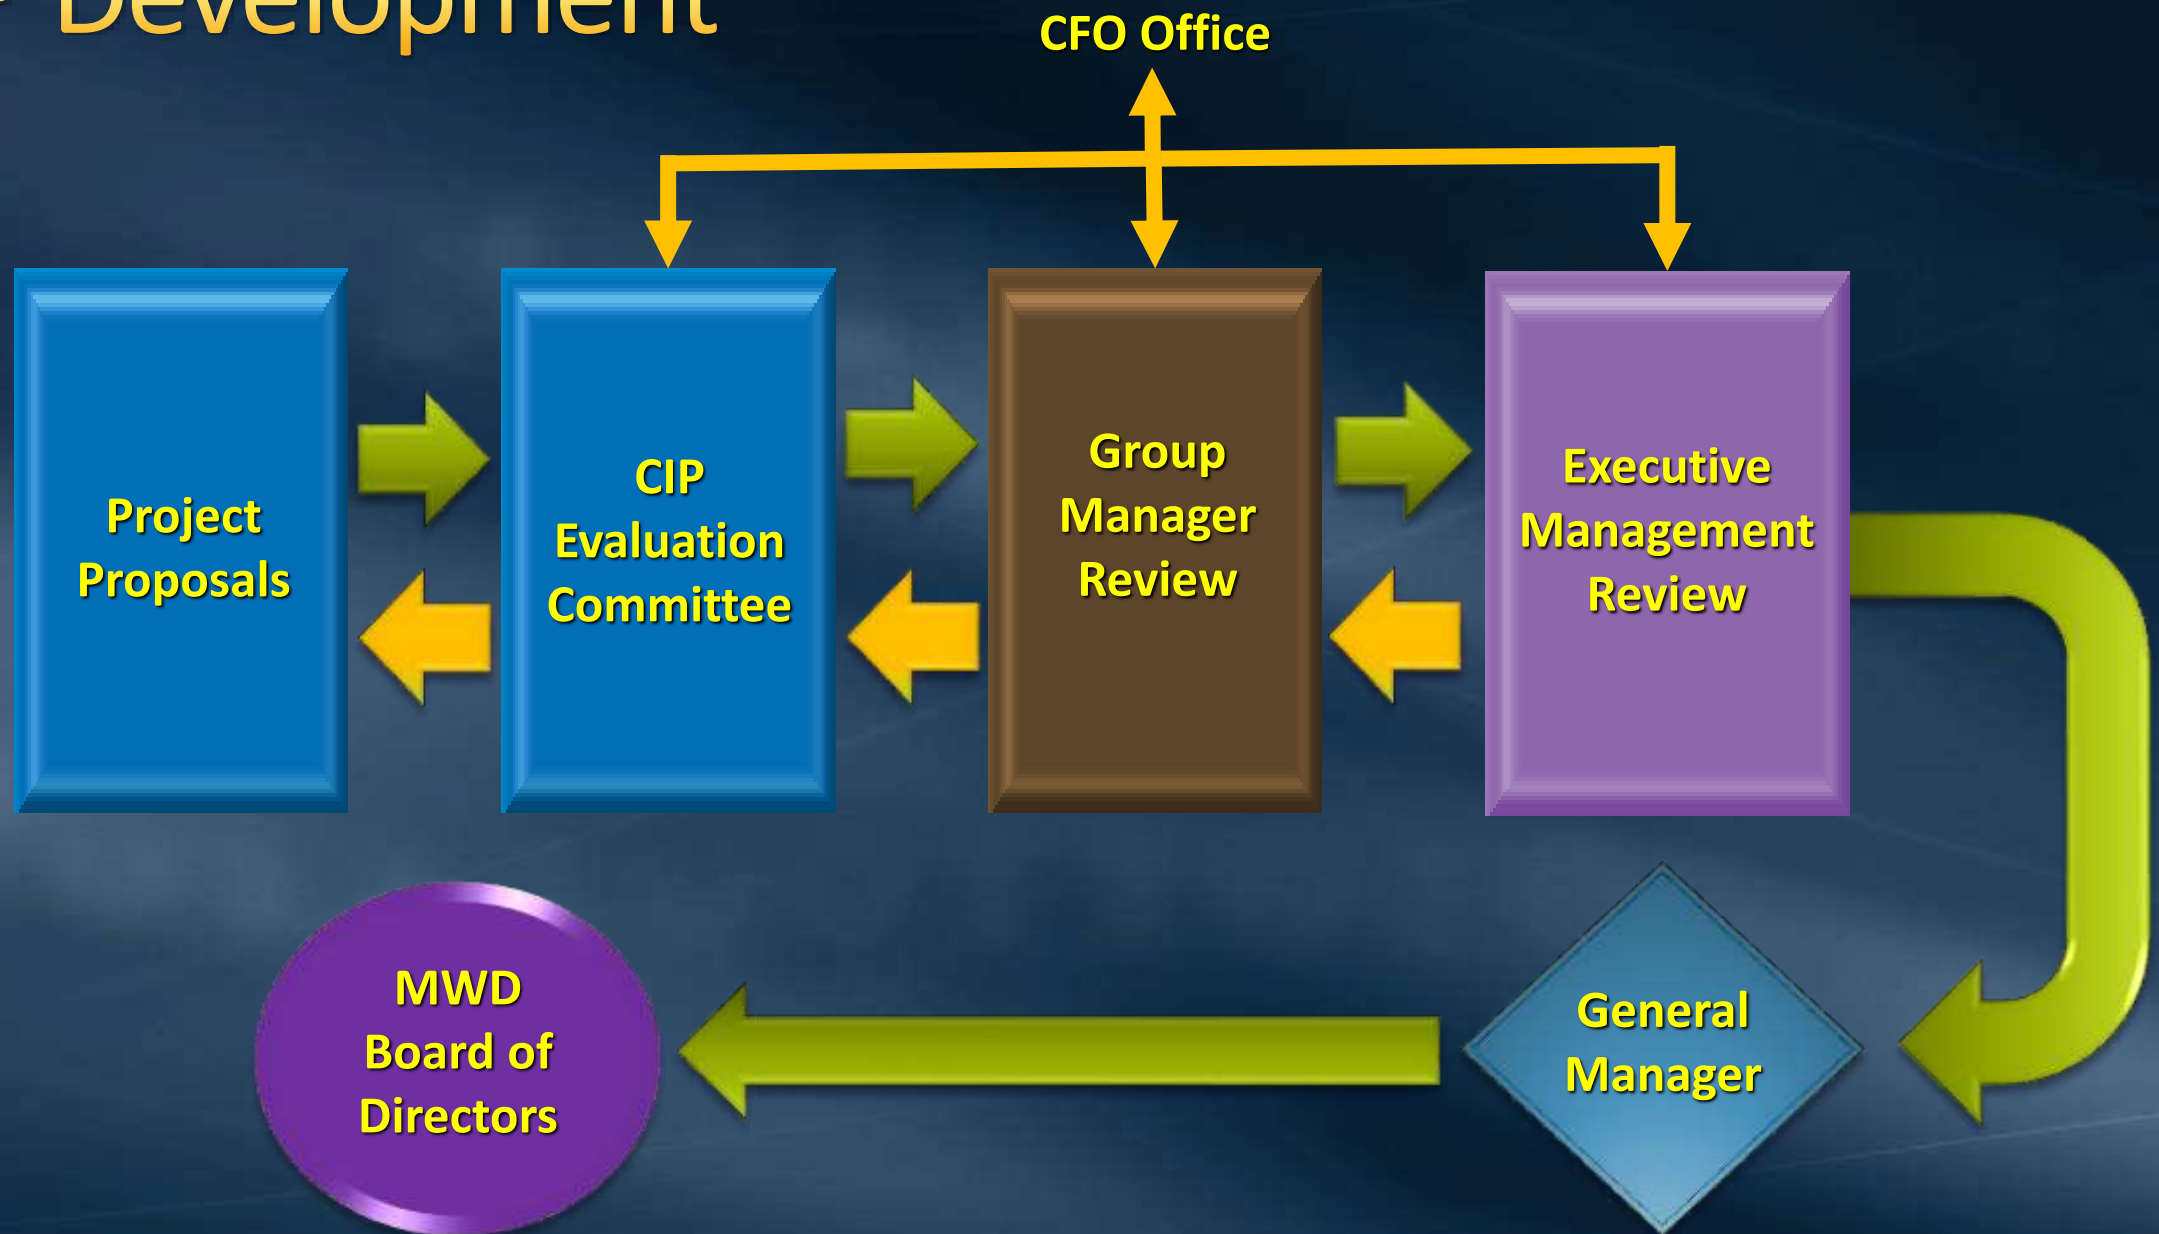 Development
CFO Office
Project
Proposals
CIP
Evaluation
Committee
Group
Manager
Review
Executive
Management
Review
MWD
Board of
Directors
General
Manager